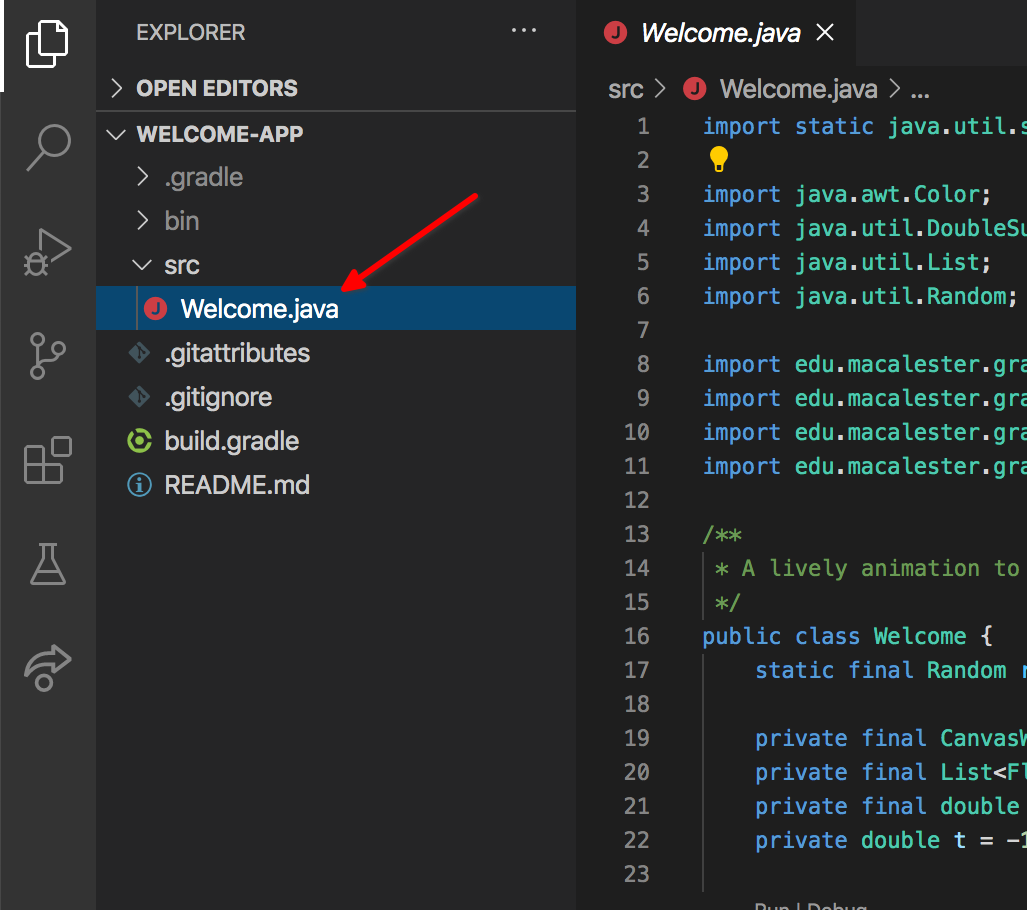 EXPLORER ...
OPEN EDITORS
WELCOME-APP
.gradle
bin
src
J Welcome.java
.gitattributes
.gitignore
build.gradle
README.md
J Welcome.java
src > J Welcome.java > ...
1 import static java.util.s
2
3 import java.awt.Color;
4 import java.util.DoubleSu
5 import java.util.List;
6 import java.util.Random;
7
8 import edu.macalester.gra
9 import edu.macalester.gra
10 import edu.macalester.gra
11 import edu.macalester.gra
12
13 /**
14 * A lively animation to
15 */
16 public class Welcome {
17 static final Random r
18
19 private final CanvasW
20 private final List<Fl
21 private final double
22 private double t = -1
23
Run | Debug